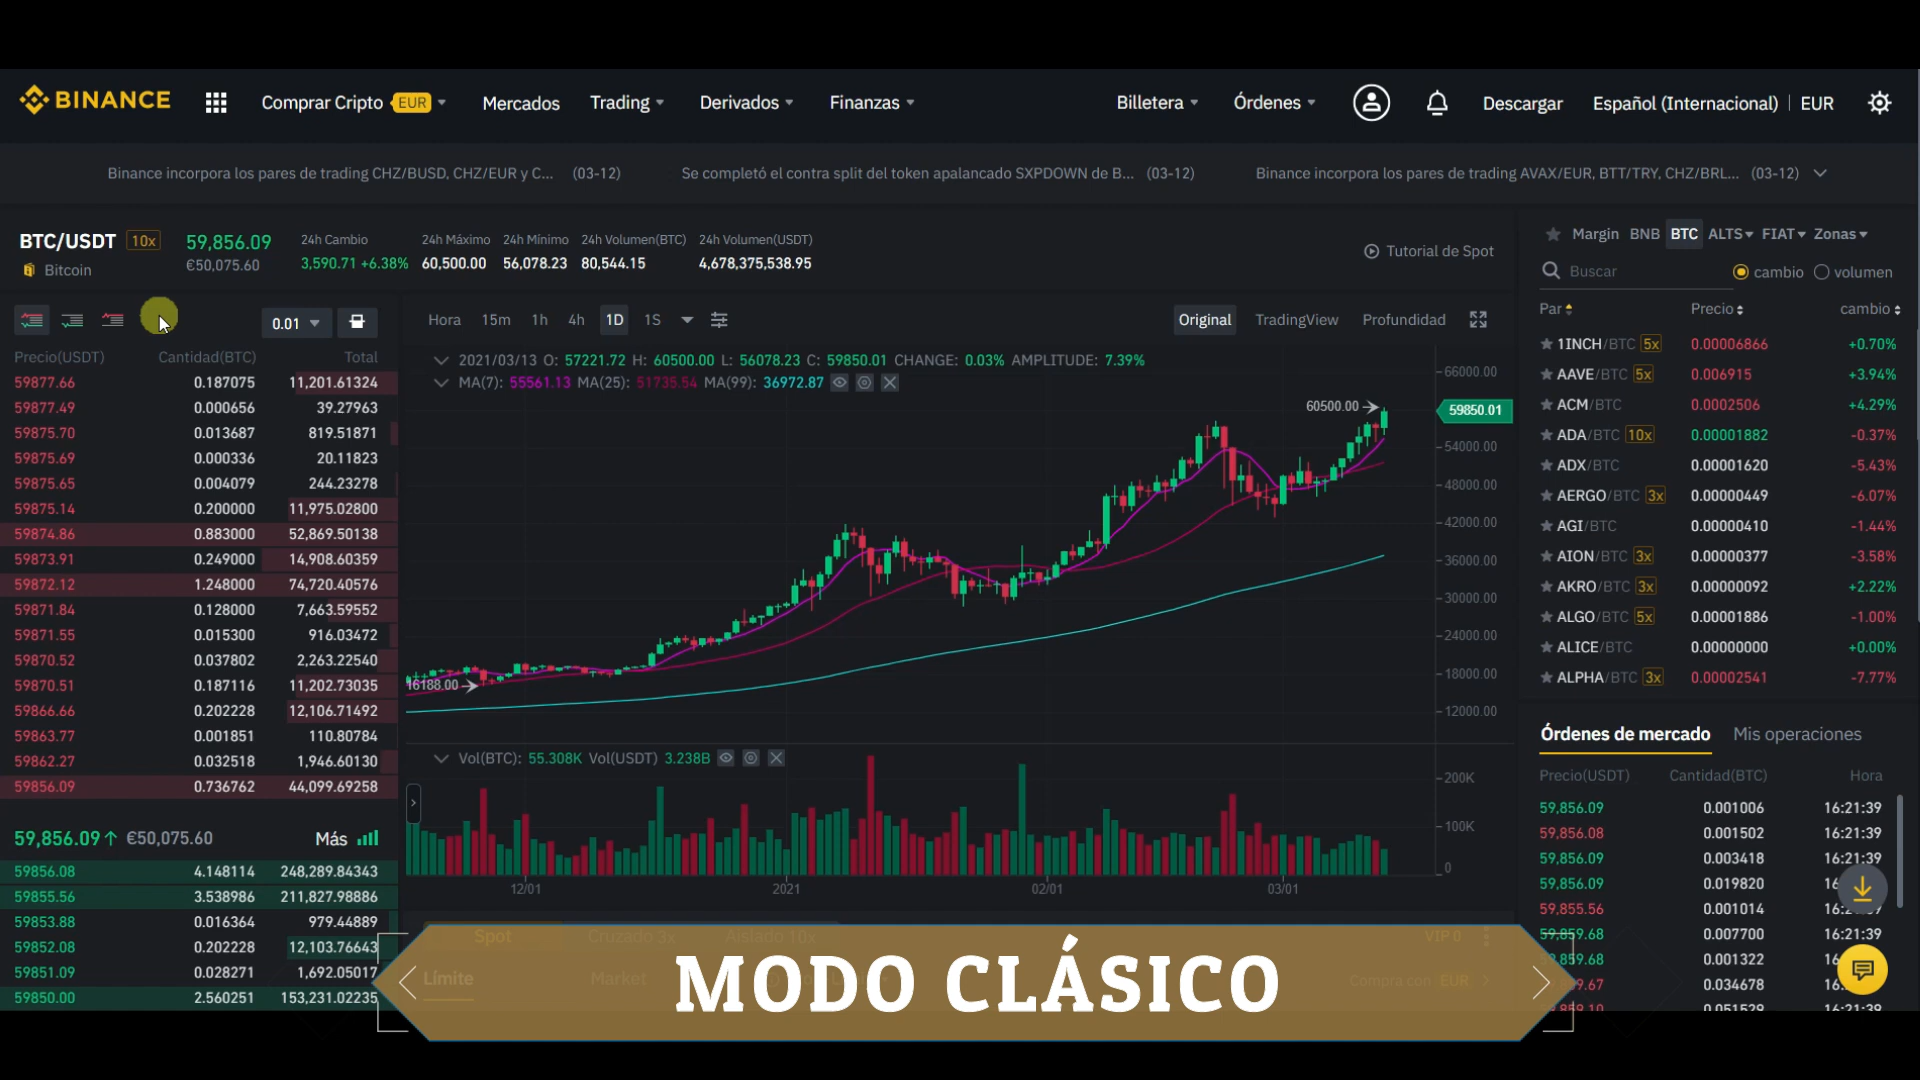 BINANCE
Comprar Cripto EUR Mercados Trading Derivados Finanzas Billetera Órdenes Descargar Español (Internacional) EUR
Binance incorpora los pares de trading CHZ/BUSD, CHZ/EUR y C... (03-12) Se completó el contra split del token apalancado SXPDOWN de B... (03-12) Binance incorpora los pares de trading AVAX/EUR, BTT/TRY, CHZ/BRL... (03-12)
BTC/USDT 10x
Bitcoin
59,856.09
€50,075.60
24h Cambio
3,590.71 +6.38%
24h Máximo
60,500.00
24h Mínimo
56,078.23
24h Volumen(BTC)
80,544.15
24h Volumen(USDT)
4,678,375,538.95
Tutorial de Spot
0.01
Precio(USDT) Cantidad(BTC) Total
59877.66 0.187075 11,201.61324
59877.49 0.000656 39.27963
59875.70 0.013687 819.51871
59875.69 0.000336 20.11823
59875.65 0.004079 244.23278
59875.14 0.200000 11,975.02800
59874.86 0.883000 52,869.50138
59873.91 0.249000 14,908.60359
59872.12 1.248000 74,720.40576
59871.84 0.128000 7,663.59552
59871.55 0.015300 916.03472
59870.52 0.037802 2,263.22540
59870.51 0.187116 11,202.73035
59866.66 0.202228 12,106.71492
59863.77 0.001851 110.80784
59862.27 0.032518 1,946.60130
59856.09 0.736762 44,099.69258
59,856.09 €50,075.60 Más
59856.08 4.148114 248,289.84343
59855.56 3.538986 211,827.98886
59853.88 0.016364 979.44889
59852.08 0.202228 12,103.76643
59851.09 0.028271 1,692.05017
59850.00 2.560251 153,231.02235
Hora 15m 1h 4h 1D 1S Original TradingView Profundidad
2021/03/13 O: 57221.72 H: 60500.00 L: 56078.23 C: 59850.01 CHANGE: 0.03% AMPLITUDE: 7.39%
MA(7): 55561.13 MA(25): 51735.54 MA(99): 36972.87
60500.00
16188.00
66000.00
59850.01
54000.00
48000.00
42000.00
36000.00
30000.00
24000.00
18000.00
12000.00
Vol(BTC): 55.308K Vol(USDT) 3.238B
200K
100K
0
12/01 2021 02/01 03/01
Spot Cruzado 3x Aislado 10x VIP 0
Límite Market Compra con EUR
MODO CLÁSICO
Margin BNB BTC ALTS FIAT Zonas
Buscar cambio volumen
Par Precio cambio
1INCH/BTC 5x 0.00006866 +0.70%
AAVE/BTC 5x 0.006915 +3.94%
ACM/BTC 0.0002506 +4.29%
ADA/BTC 10x 0.00001882 -0.37%
ADX/BTC 0.00001620 -5.43%
AERGO/BTC 3x 0.00000449 -6.07%
AGI/BTC 0.00000410 -1.44%
AION/BTC 3x 0.00000377 -3.58%
AKRO/BTC 3x 0.00000092 +2.22%
ALGO/BTC 5x 0.00001886 -1.00%
ALICE/BTC 0.00000000 +0.00%
ALPHA/BTC 3x 0.00002541 -7.77%
Órdenes de mercado Mis operaciones
Precio(USDT) Cantidad(BTC) Hora
59,856.09 0.001006 16:21:39
59,856.08 0.001502 16:21:39
59,856.09 0.003418 16:21:39
59,856.09 0.019820
59,855.56 0.001014
59,859.68 0.007700 16:21:39
0.001322 16:21:39
0.034678 16:21:39